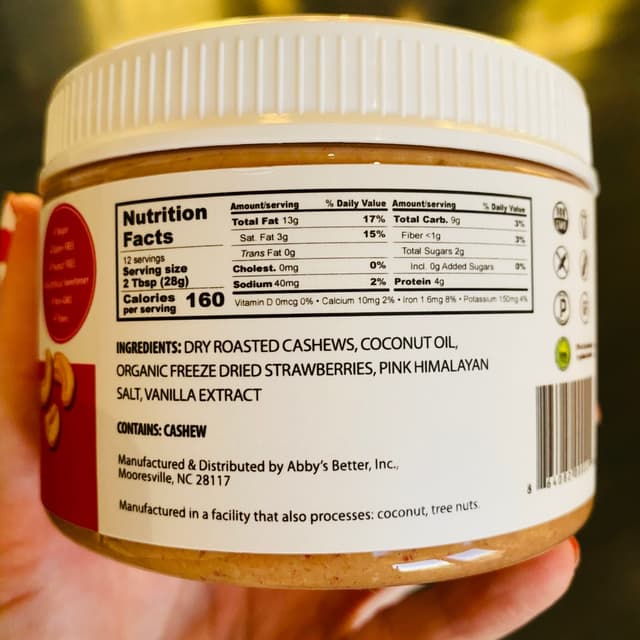 Nutrition
Facts
12 servings
Serving size
2 Tbsp (28g)
Calories 160
per serving
Amount/serving % Daily Value
Total Fat 13g 17%
Sat. Fat 3g 15%
Trans Fat 0g
Cholest. 0mg 0%
Sodium 40mg 2%
Amount/serving % Daily Value
Total Carb. 9g 3%
Fiber <1g 3%
Total Sugars 2g
Incl. 0g Added Sugars 0%
Protein 4g
Vitamin D 0mcg 0% • Calcium 10mg 2% • Iron 1.6mg 8% • Potassium 150mg 4%
INGREDIENTS: DRY ROASTED CASHEWS, COCONUT OIL,
ORGANIC FREEZE DRIED STRAWBERRIES, PINK HIMALAYAN
SALT, VANILLA EXTRACT
CONTAINS: CASHEW
Manufactured & Distributed by Abby's Better, Inc.,
Mooresville, NC 28117
Manufactured in a facility that also processes: coconut, tree nuts.